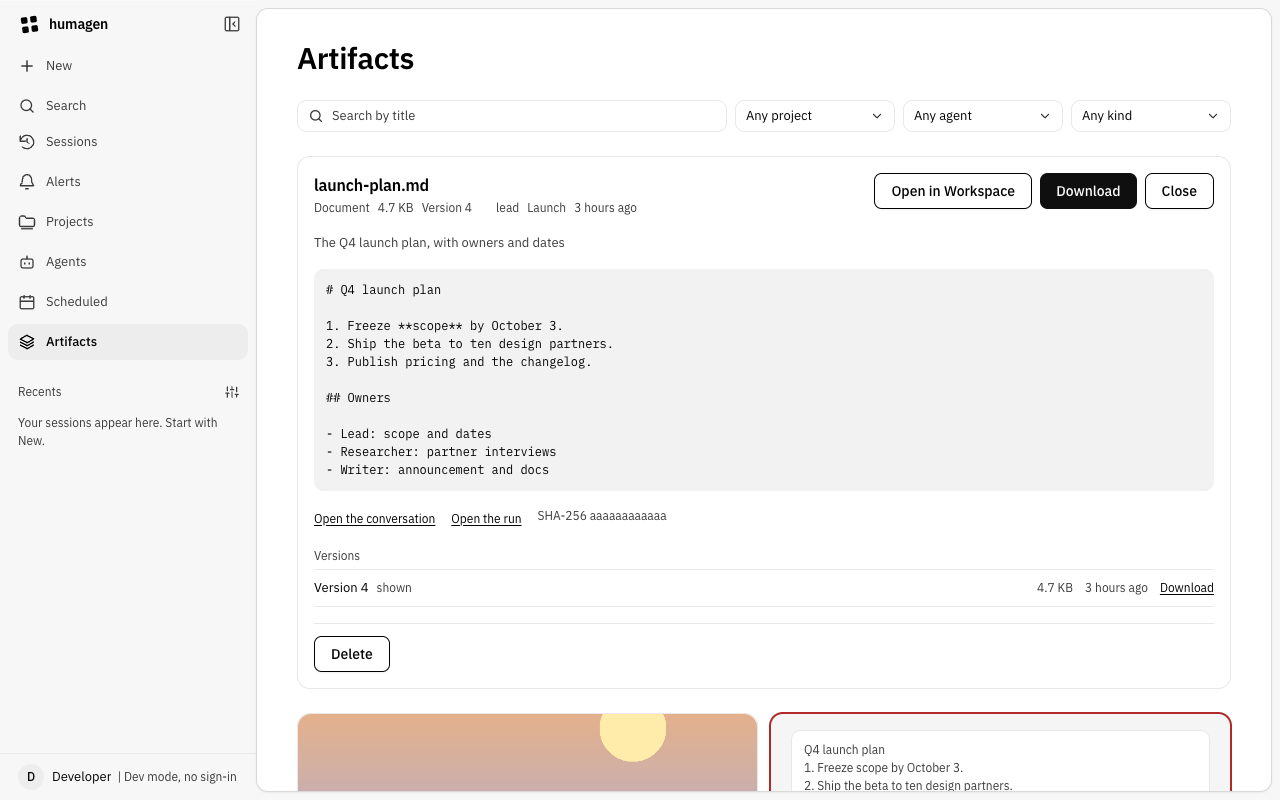 humagen
New
Search
Sessions
Alerts
Projects
Agents
Scheduled
Artifacts
Recents
Your sessions appear here. Start with
New.
D Developer | Dev mode, no sign-in
Artifacts
Search by title
Any project
Any agent
Any kind
launch-plan.md
Document 4.7 KB Version 4 lead Launch 3 hours ago
Open in Workspace
Download
Close
The Q4 launch plan, with owners and dates
# Q4 launch plan
1. Freeze **scope** by October 3.
2. Ship the beta to ten design partners.
3. Publish pricing and the changelog.
## Owners
- Lead: scope and dates
- Researcher: partner interviews
- Writer: announcement and docs
Open the conversation Open the run SHA-256 aaaaaaaaaaaa
Versions
Version 4 shown 4.7 KB 3 hours ago Download
Delete
Q4 launch plan
1. Freeze scope by October 3.
2. Ship the beta to ten design partners.